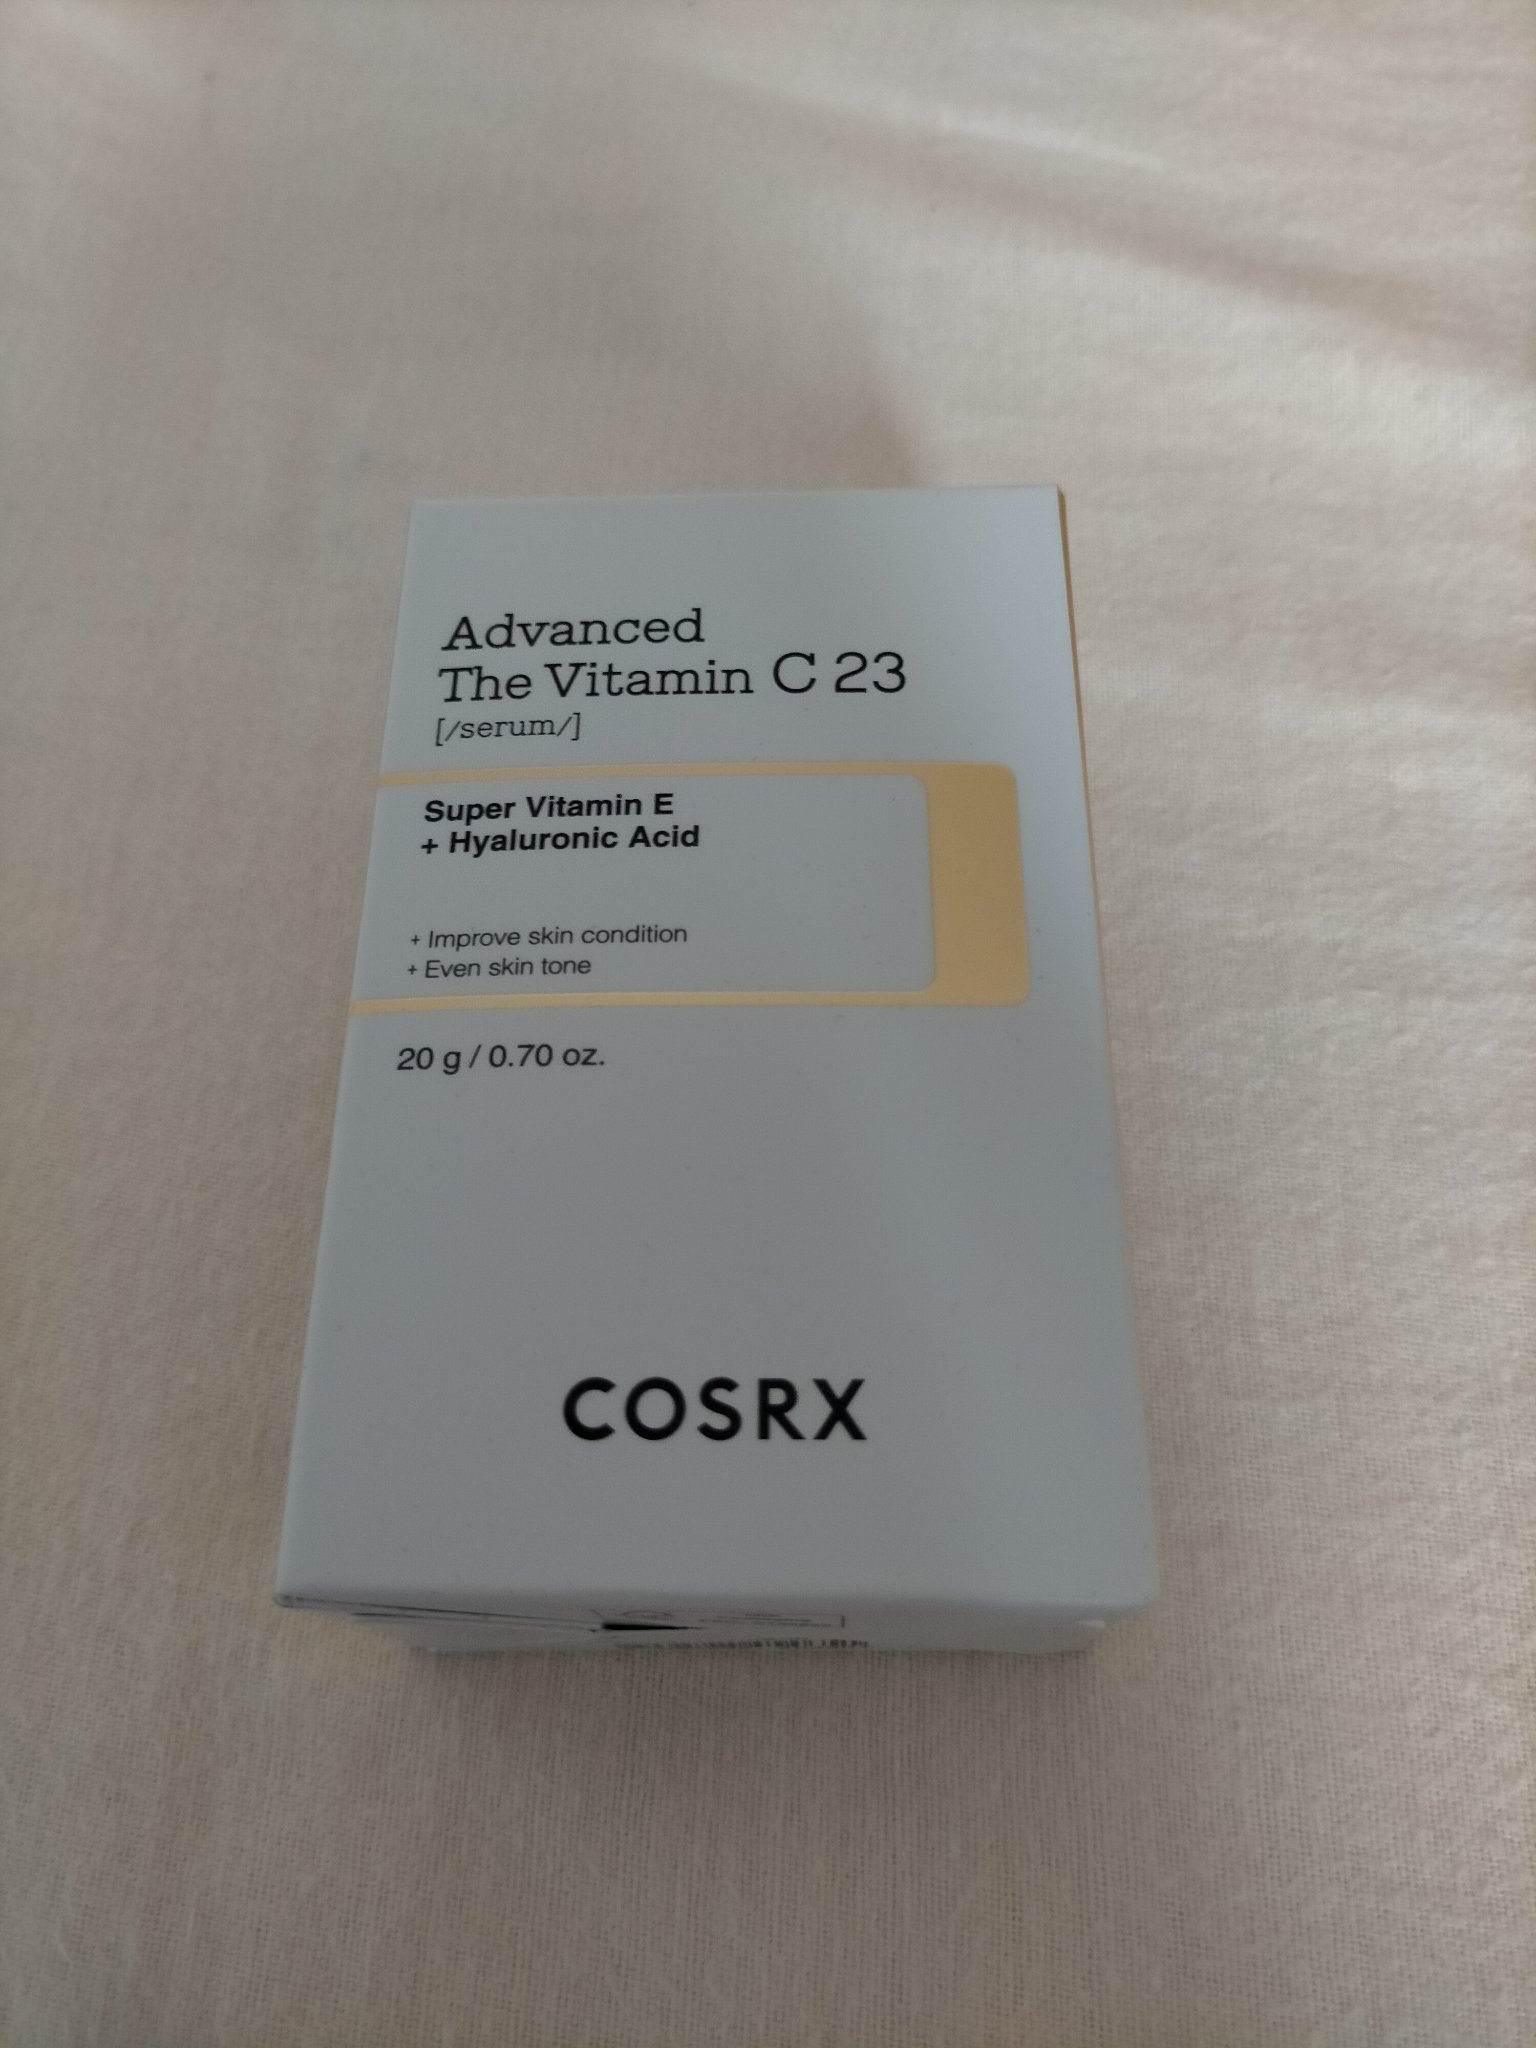 Advanced
The Vitamin C 23
[/serum/]
Super Vitamin E
+ Hyaluronic Acid
+ Improve skin condition
+ Even skin tone
20 g / 0.70 oz.
COSRX